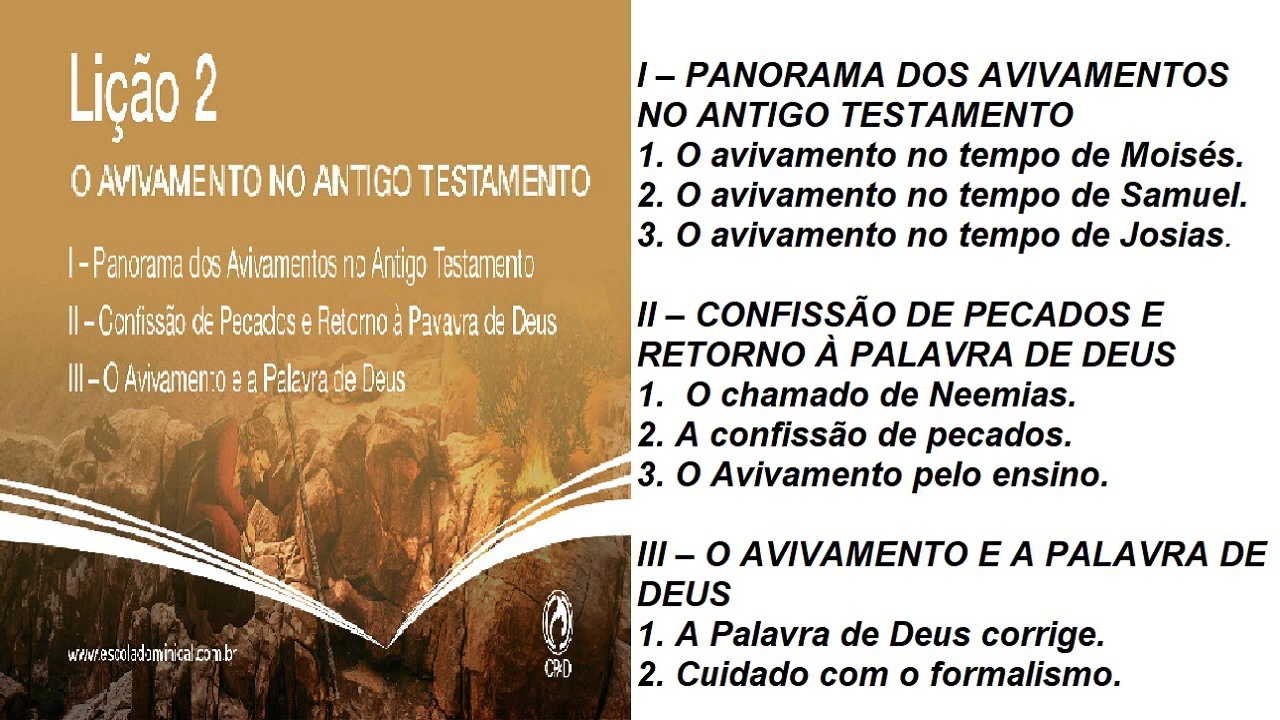 Lição 2
O AVIVAMENTO NO ANTIGO TESTAMENTO
I – Panorama dos Avivamentos no Antigo Testamento
II – Confissão de Pecados e Retorno à Pavavra de Deus
III – O Avivamento e a Palavra de Deus
www.escoladominical.com.br
CPAD
I – PANORAMA DOS AVIVAMENTOS
NO ANTIGO TESTAMENTO
1. O avivamento no tempo de Moisés.
2. O avivamento no tempo de Samuel.
3. O avivamento no tempo de Josias.
II – CONFISSÃO DE PECADOS E
RETORNO À PALAVRA DE DEUS
1. O chamado de Neemias.
2. A confissão de pecados.
3. O Avivamento pelo ensino.
III – O AVIVAMENTO E A PALAVRA DE
DEUS
1. A Palavra de Deus corrige.
2. Cuidado com o formalismo.